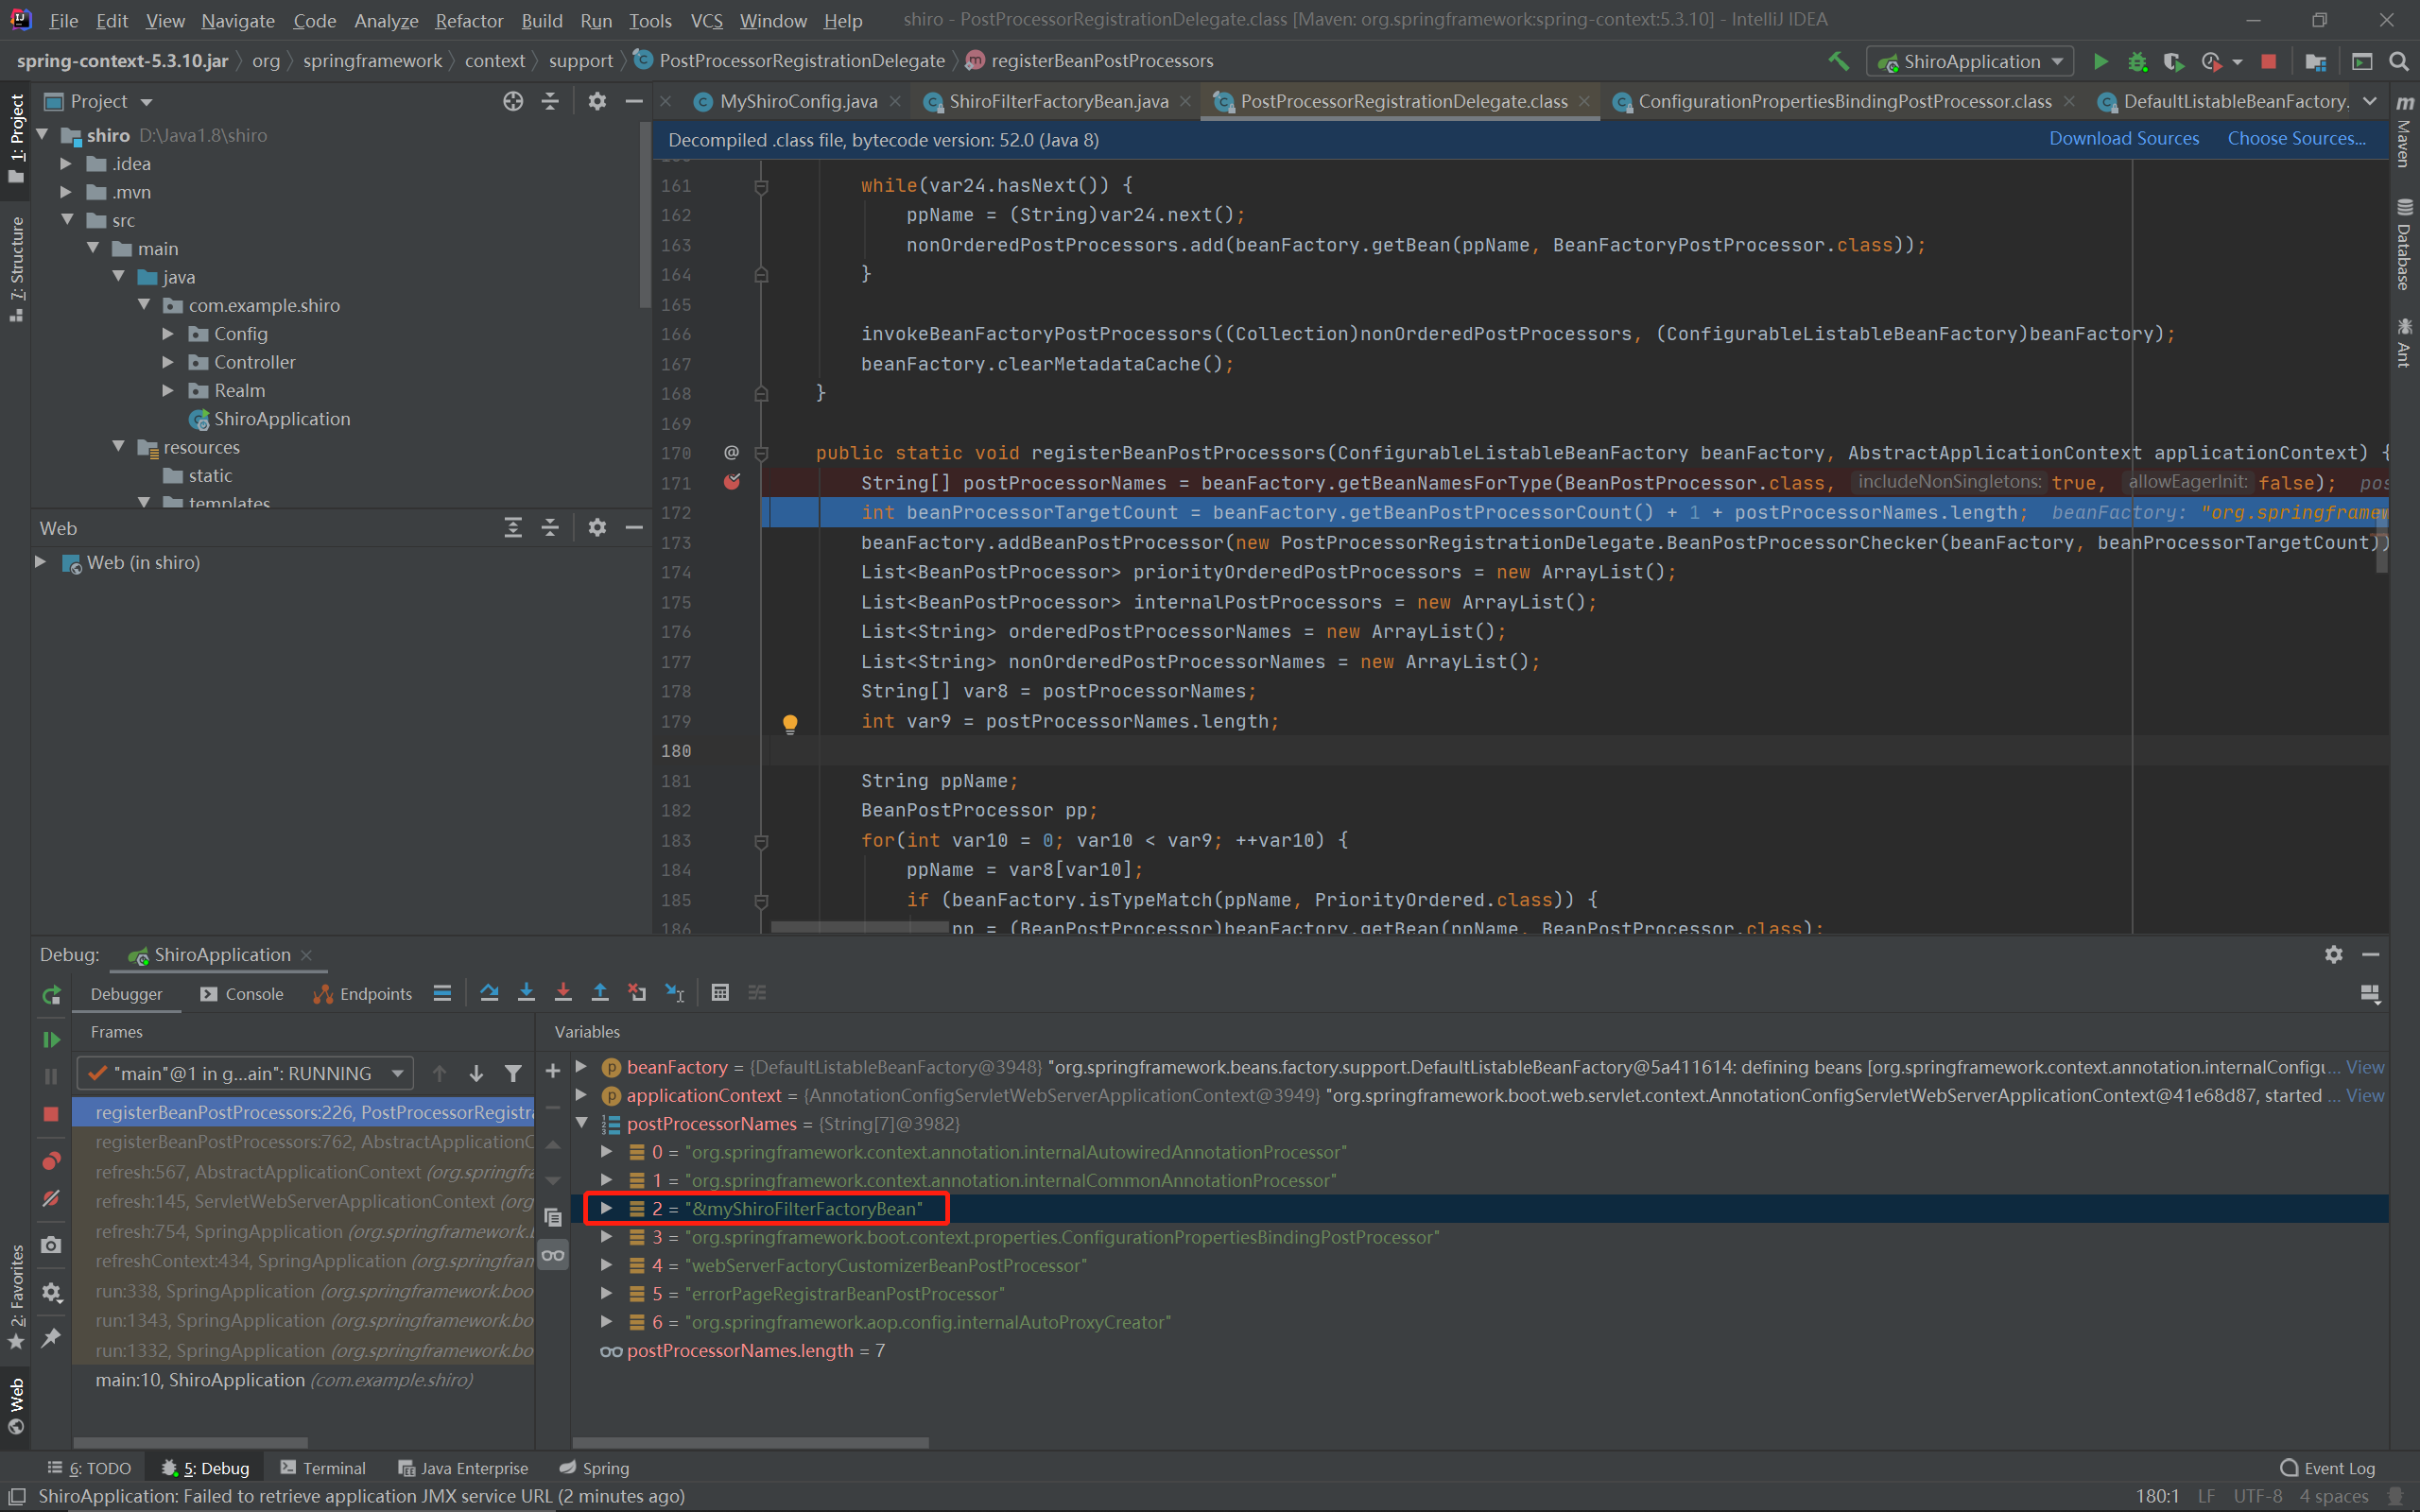 File Edit View Navigate Code Analyze Refactor Build Run Tools VCS Window Help shiro - PostProcessorRegistrationDelegate.class [Maven: org.springframework:spring-context:5.3.10] - IntelliJ IDEA
spring-context-5.3.10.jar org springframework context support PostProcessorRegistrationDelegate registerBeanPostProcessors ShiroApplication
Project
MyShiroConfig.java ShiroFilterFactoryBean.java PostProcessorRegistrationDelegate.class ConfigurationPropertiesBindingPostProcessor.class DefaultListableBeanFactory.
Decompiled .class file, bytecode version: 52.0 (Java 8) Download Sources Choose Sources...
1: Project
7: Structure
2: Favorites
Web
Maven
Database
Ant
shiro D:\Java1.8\shiro
.idea
.mvn
src
main
java
com.example.shiro
Config
Controller
Realm
ShiroApplication
resources
static
templates
Web
Web (in shiro)
161 while(var24.hasNext()) {
162 ppName = (String)var24.next();
163 nonOrderedPostProcessors.add(beanFactory.getBean(ppName, BeanFactoryPostProcessor.class));
164 }
165
166 invokeBeanFactoryPostProcessors((Collection)nonOrderedPostProcessors, (ConfigurableListableBeanFactory)beanFactory);
167 beanFactory.clearMetadataCache();
168 }
169
170 @ public static void registerBeanPostProcessors(ConfigurableListableBeanFactory beanFactory, AbstractApplicationContext applicationContext) {
171 String[] postProcessorNames = beanFactory.getBeanNamesForType(BeanPostProcessor.class, includeNonSingletons: true, allowEagerInit: false); pos
172 int beanProcessorTargetCount = beanFactory.getBeanPostProcessorCount() + 1 + postProcessorNames.length; beanFactory: "org.springframew
173 beanFactory.addBeanPostProcessor(new PostProcessorRegistrationDelegate.BeanPostProcessorChecker(beanFactory, beanProcessorTargetCount))
174 List<BeanPostProcessor> priorityOrderedPostProcessors = new ArrayList();
175 List<BeanPostProcessor> internalPostProcessors = new ArrayList();
176 List<String> orderedPostProcessorNames = new ArrayList();
177 List<String> nonOrderedPostProcessorNames = new ArrayList();
178 String[] var8 = postProcessorNames;
179 int var9 = postProcessorNames.length;
180
181 String ppName;
182 BeanPostProcessor pp;
183 for(int var10 = 0; var10 < var9; ++var10) {
184 ppName = var8[var10];
185 if (beanFactory.isTypeMatch(ppName, PriorityOrdered.class)) {
186 pp = (BeanPostProcessor)beanFactory.getBean(ppName, BeanPostProcessor.class);
Debug: ShiroApplication
Debugger Console Endpoints
Frames
"main"@1 in g...ain": RUNNING
registerBeanPostProcessors:226, PostProcessorRegistra
registerBeanPostProcessors:762, AbstractApplicationC
refresh:567, AbstractApplicationContext (org.springfra
refresh:145, ServletWebServerApplicationContext (org
refresh:754, SpringApplication (org.springframework.b
refreshContext:434, SpringApplication (org.springfram
run:338, SpringApplication (org.springframework.boo
run:1343, SpringApplication (org.springframework.bo
run:1332, SpringApplication (org.springframework.bo
main:10, ShiroApplication (com.example.shiro)
Variables
beanFactory = {DefaultListableBeanFactory@3948} "org.springframework.beans.factory.support.DefaultListableBeanFactory@5a411614: defining beans [org.springframework.context.annotation.internalConfigu... View
applicationContext = {AnnotationConfigServletWebServerApplicationContext@3949} "org.springframework.boot.web.servlet.context.AnnotationConfigServletWebServerApplicationContext@41e68d87, started ... View
postProcessorNames = {String[7]@3982}
0 = "org.springframework.context.annotation.internalAutowiredAnnotationProcessor"
1 = "org.springframework.context.annotation.internalCommonAnnotationProcessor"
2 = "&myShiroFilterFactoryBean"
3 = "org.springframework.boot.context.properties.ConfigurationPropertiesBindingPostProcessor"
4 = "webServerFactoryCustomizerBeanPostProcessor"
5 = "errorPageRegistrarBeanPostProcessor"
6 = "org.springframework.aop.config.internalAutoProxyCreator"
postProcessorNames.length = 7
6: TODO 5: Debug Terminal Java Enterprise Spring Event Log
ShiroApplication: Failed to retrieve application JMX service URL (2 minutes ago) 180:1 LF UTF-8 4 spaces